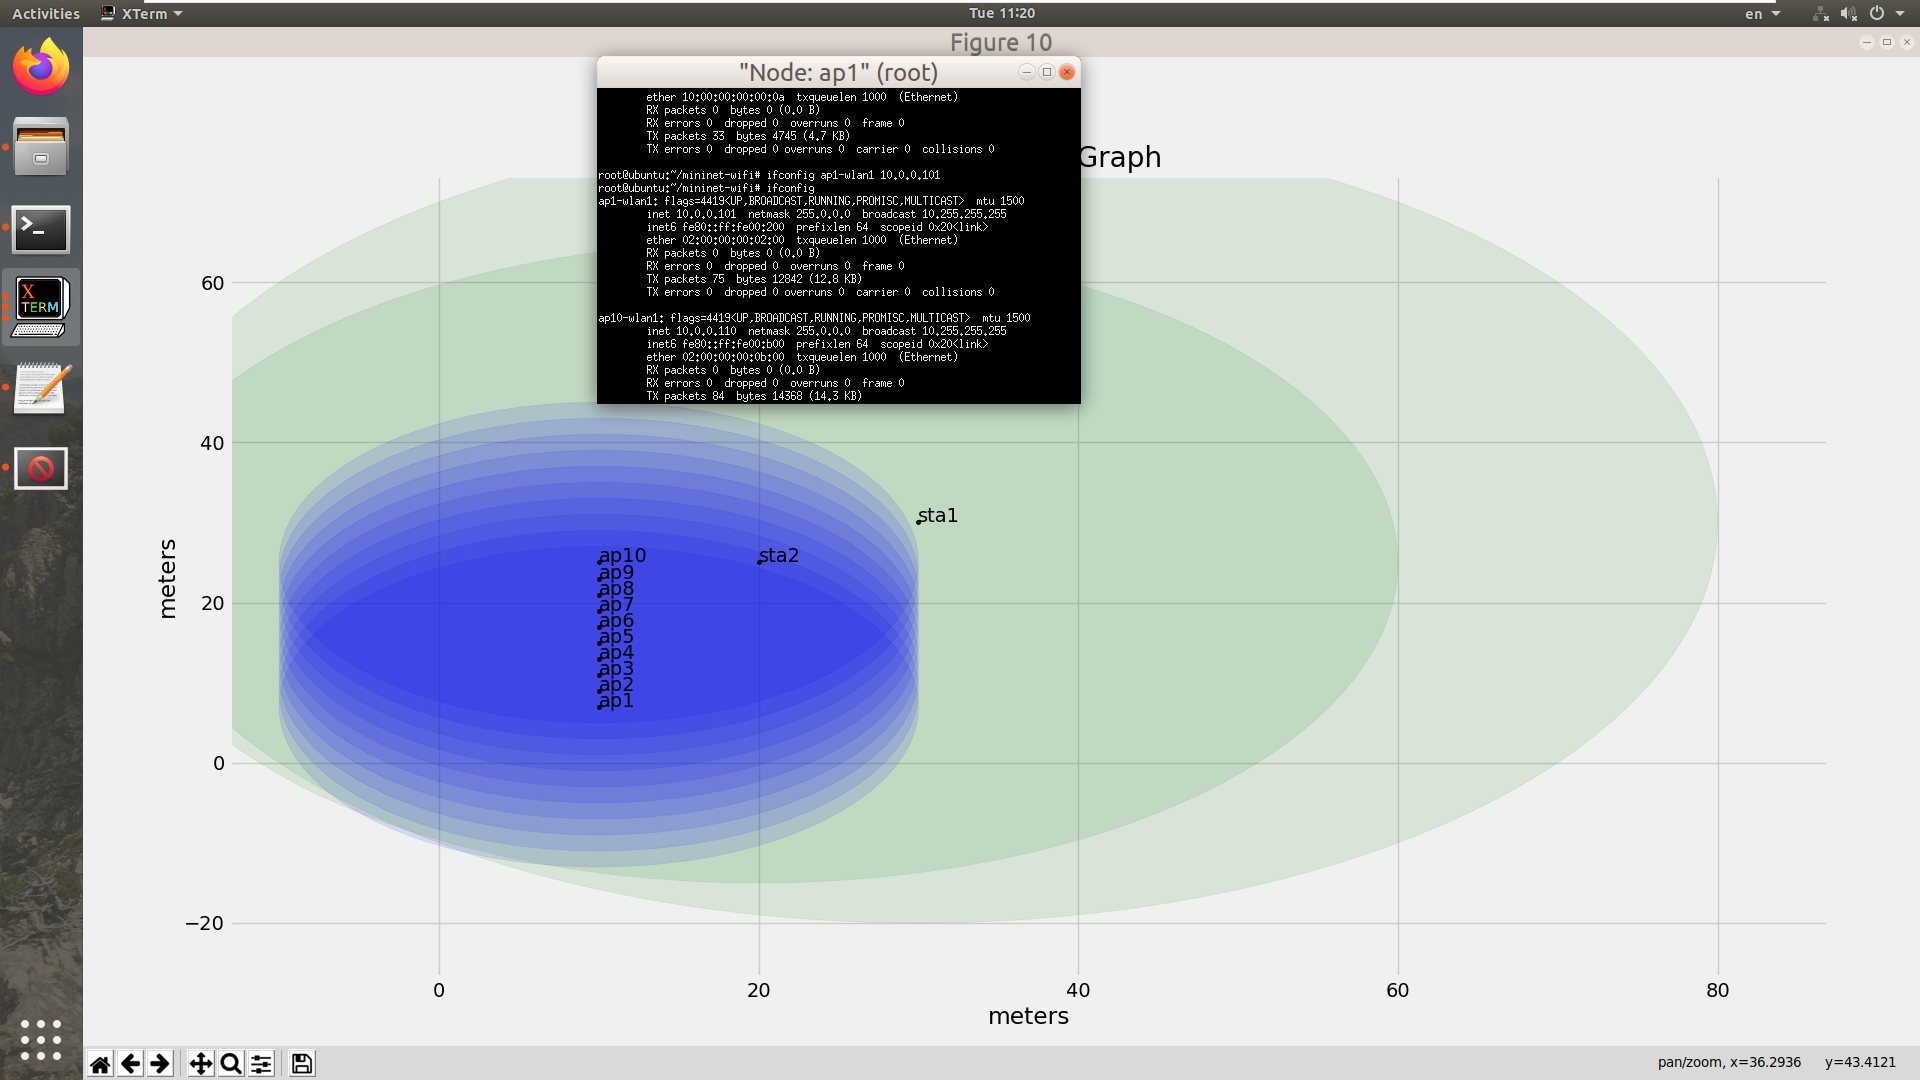 Activities
XTerm
Tue 11:20
en
Figure 10
"Node: ap1" (root)
ether 10:00:00:00:00:0a  txqueuelen 1000  (Ethernet)
RX packets 0  bytes 0 (0.0 B)
RX errors 0  dropped 0  overruns 0  frame 0
TX packets 33  bytes 4745 (4.7 KB)
TX errors 0  dropped 0 overruns 0  carrier 0  collisions 0
root@ubuntu:~/mininet-wifi# ifconfig ap1-wlan1 10.0.0.101
root@ubuntu:~/mininet-wifi# ifconfig
ap1-wlan1: flags=4419<UP,BROADCAST,RUNNING,PROMISC,MULTICAST>  mtu 1500
inet 10.0.0.101  netmask 255.0.0.0  broadcast 10.255.255.255
inet6 fe80::ff:fe00:200  prefixlen 64  scopeid 0x20<link>
ether 02:00:00:00:02:00  txqueuelen 1000  (Ethernet)
RX packets 0  bytes 0 (0.0 B)
RX errors 0  dropped 0  overruns 0  frame 0
TX packets 75  bytes 12842 (12.8 KB)
TX errors 0  dropped 0 overruns 0  carrier 0  collisions 0
ap10-wlan1: flags=4419<UP,BROADCAST,RUNNING,PROMISC,MULTICAST>  mtu 1500
inet 10.0.0.110  netmask 255.0.0.0  broadcast 10.255.255.255
inet6 fe80::ff:fe00:b00  prefixlen 64  scopeid 0x20<link>
ether 02:00:00:00:0b:00  txqueuelen 1000  (Ethernet)
RX packets 0  bytes 0 (0.0 B)
RX errors 0  dropped 0  overruns 0  frame 0
TX packets 84  bytes 14368 (14.3 KB)
Graph
X
TERM
60
40
20
0
−20
meters
sta1
sta2
ap10
ap9
ap8
ap7
ap6
ap5
ap4
ap3
ap2
ap1
0
20
40
60
80
meters
pan/zoom, x=36.2936 y=43.4121